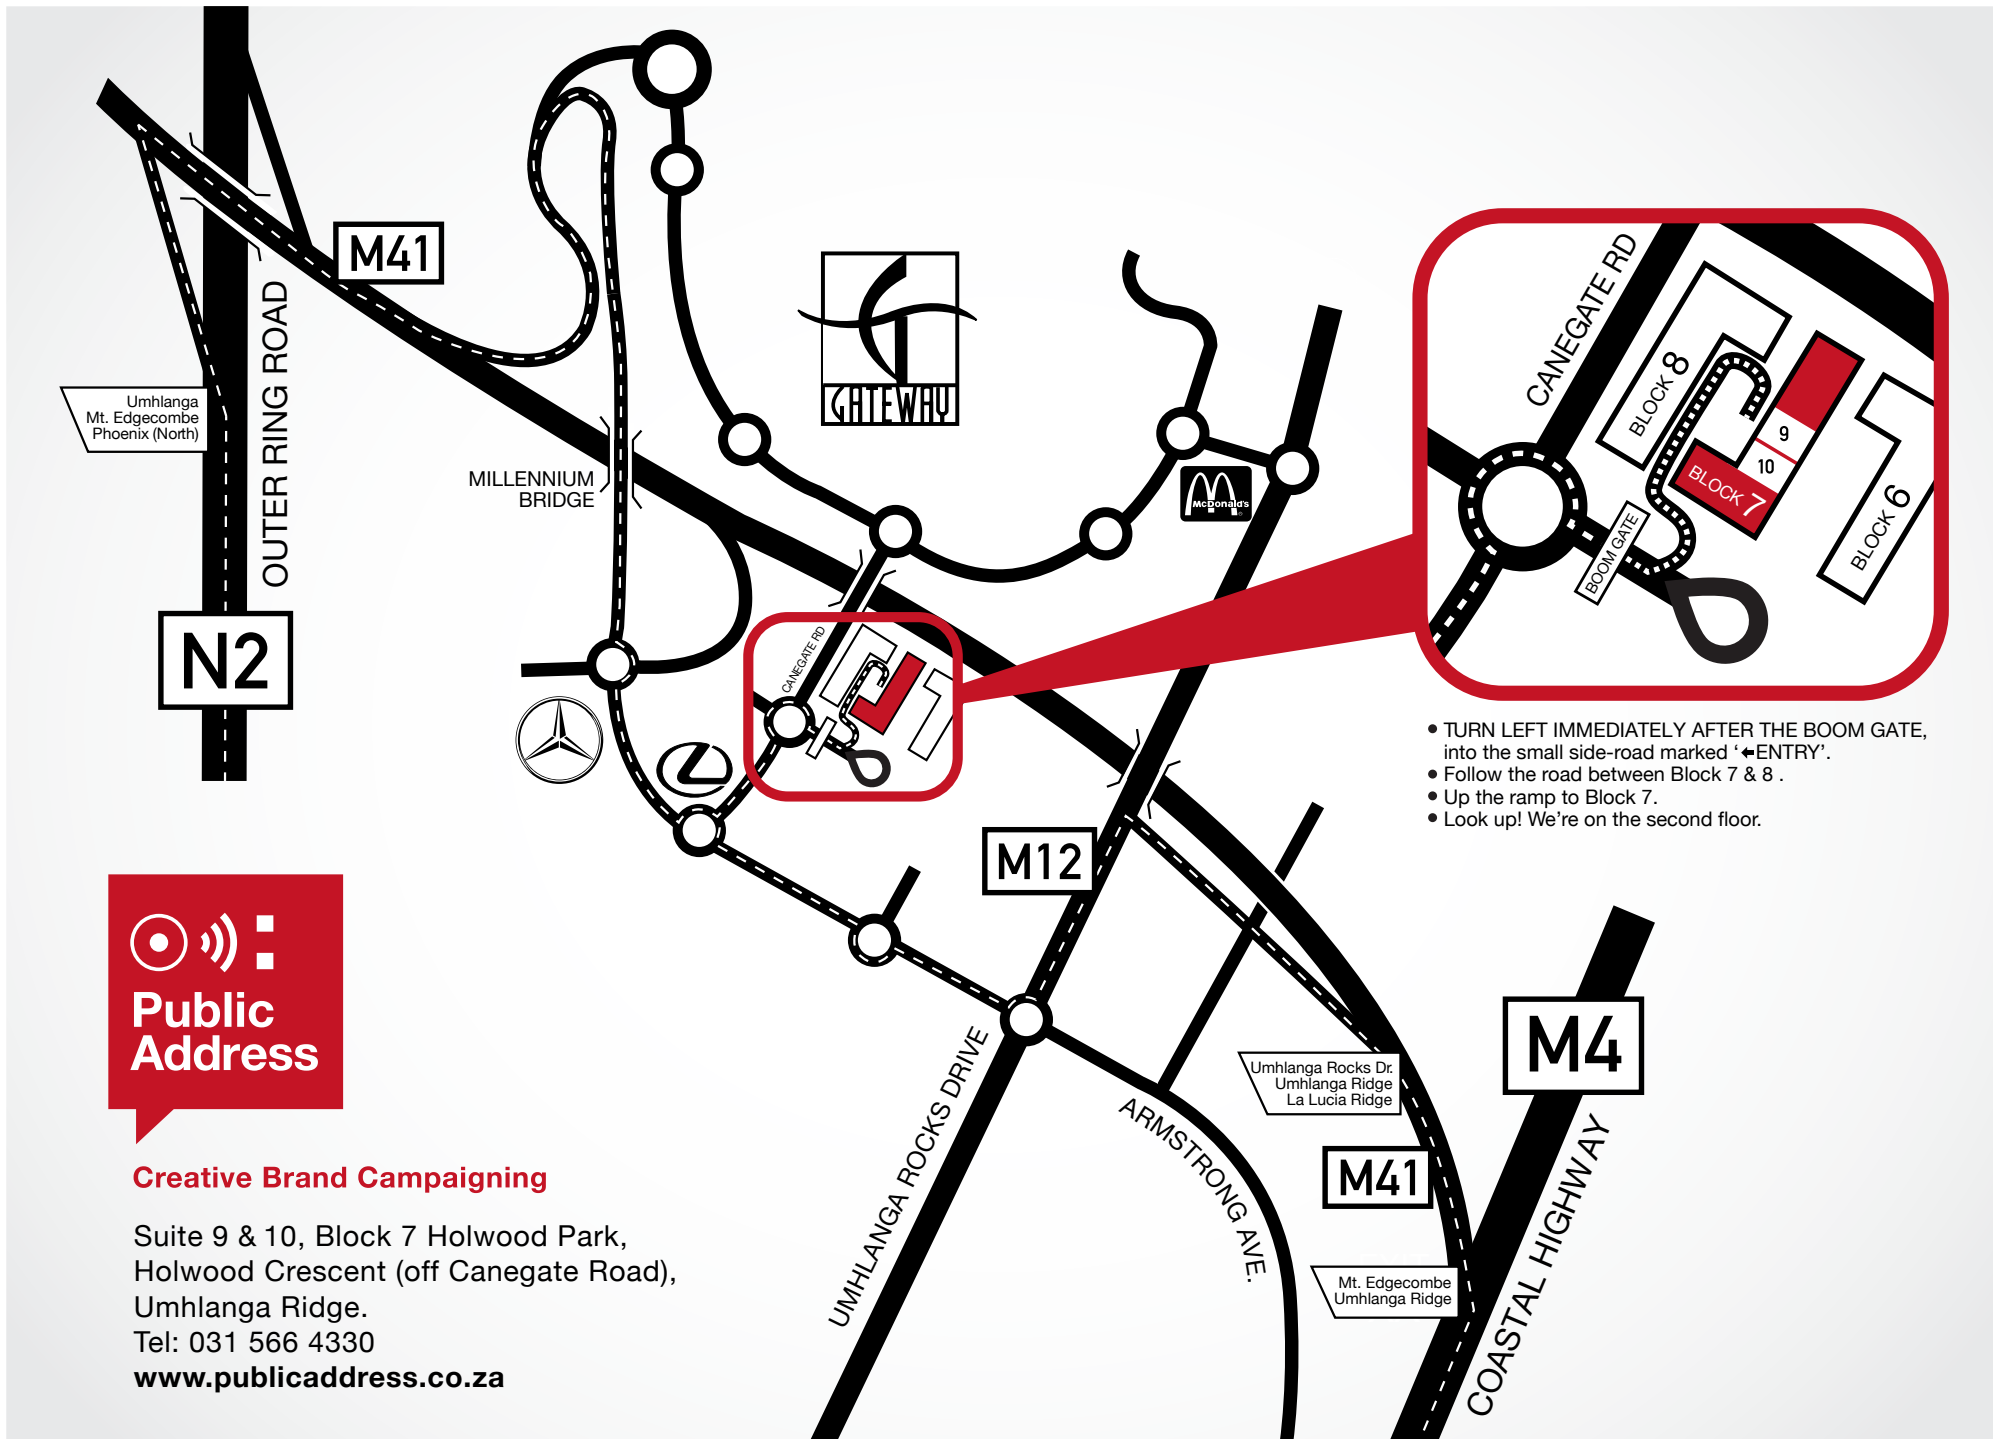 M41
OUTER RING ROAD
Umhlanga
Mt. Edgecombe
Phoenix (North)
N2
MILLENNIUM
BRIDGE
GATEWAY
McDonald's
CANEGATE RD
CANEGATE RD
BLOCK 8
9
10
BLOCK 7
BLOCK 6
BOOM GATE
• TURN LEFT IMMEDIATELY AFTER THE BOOM GATE,
into the small side-road marked ‘←ENTRY’.
• Follow the road between Block 7 & 8 .
• Up the ramp to Block 7.
• Look up! We’re on the second floor.
M12
UMHLANGA ROCKS DRIVE
ARMSTRONG AVE.
Umhlanga Rocks Dr.
Umhlanga Ridge
La Lucia Ridge
M41
Mt. Edgecombe
Umhlanga Ridge
M4
COASTAL HIGHWAY
Public
Address
Creative Brand Campaigning
Suite 9 & 10, Block 7 Holwood Park,
Holwood Crescent (off Canegate Road),
Umhlanga Ridge.
Tel: 031 566 4330
www.publicaddress.co.za